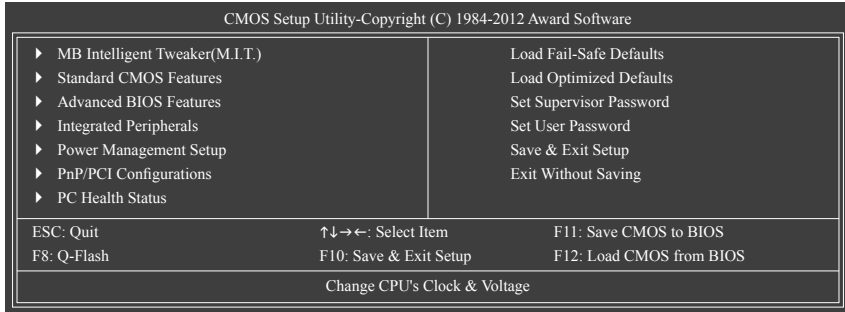 CMOS Setup Utility-Copyright (C) 1984-2012 Award Software
MB Intelligent Tweaker(M.I.T.)
Standard CMOS Features
Advanced BIOS Features
Integrated Peripherals
Power Management Setup
PnP/PCI Configurations
PC Health Status
Load Fail-Safe Defaults
Load Optimized Defaults
Set Supervisor Password
Set User Password
Save & Exit Setup
Exit Without Saving
ESC: Quit ↑↓→←: Select Item F11: Save CMOS to BIOS
F8: Q-Flash F10: Save & Exit Setup F12: Load CMOS from BIOS
Change CPU's Clock & Voltage